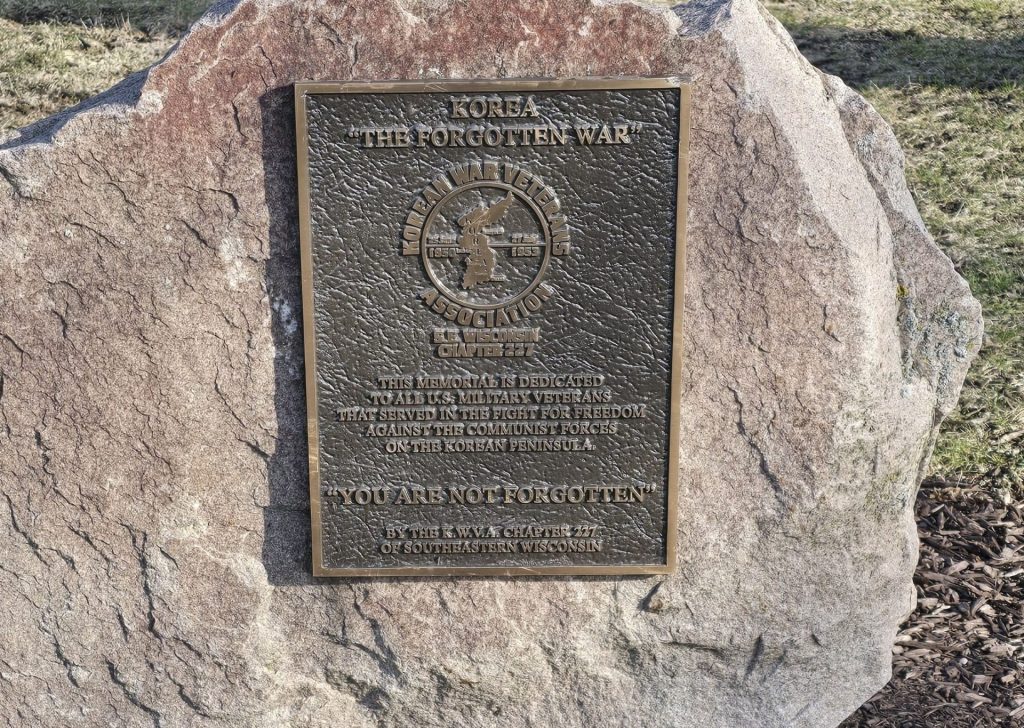 KOREA
"THE FORGOTTEN WAR"
KOREAN WAR VETERANS
1950 1953
ASSOCIATION
S.E. WISCONSIN
CHAPTER 227
THIS MEMORIAL IS DEDICATED
TO ALL U.S. MILITARY VETERANS
THAT SERVED IN THE FIGHT FOR FREEDOM
AGAINST THE COMMUNIST FORCES
ON THE KOREAN PENINSULA.
"YOU ARE NOT FORGOTTEN"
BY THE K.W.V.A. CHAPTER 227
OF SOUTHEASTERN WISCONSIN